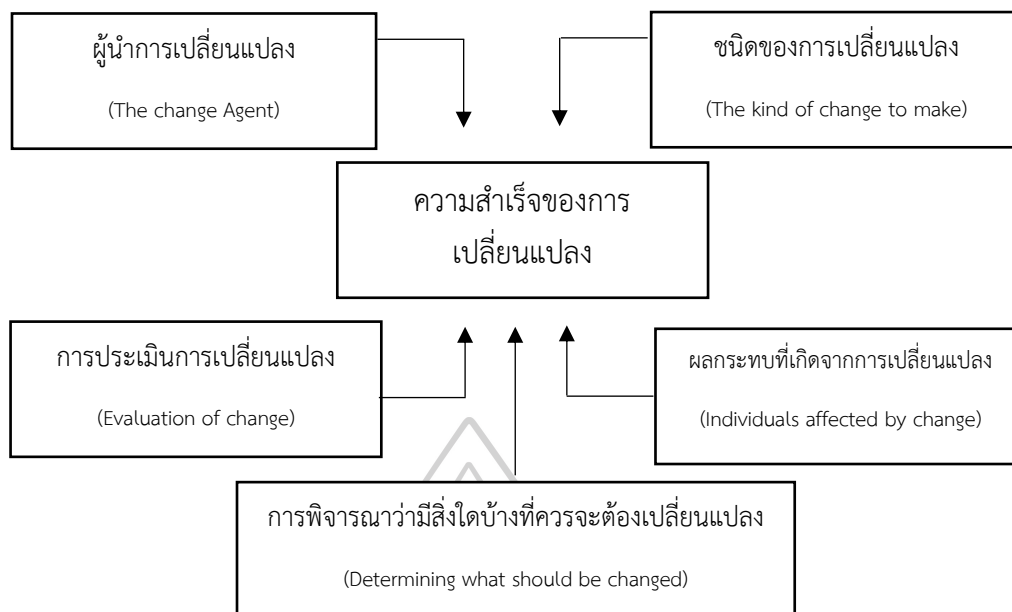 ผู้นำการเปลี่ยนแปลง
(The change Agent)
ชนิดของการเปลี่ยนแปลง
(The kind of change to make)
ความสำเร็จของการ
เปลี่ยนแปลง
การประเมินการเปลี่ยนแปลง
(Evaluation of change)
ผลกระทบที่เกิดจากการเปลี่ยนแปลง
(Individuals affected by change)
การพิจารณาว่ามีสิ่งใดบ้างที่ควรจะต้องเปลี่ยนแปลง
(Determining what should be changed)